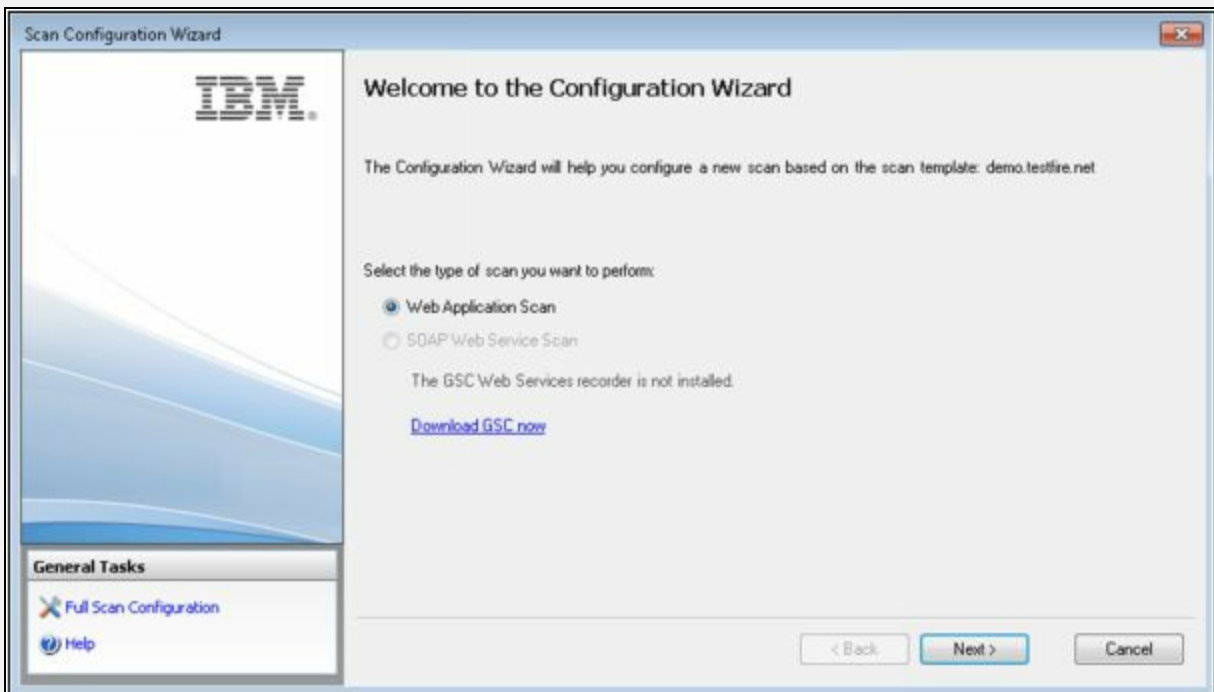 Scan Configuration Wizard
IBM.
Welcome to the Configuration Wizard
The Configuration Wizard will help you configure a new scan based on the scan template: demo.testfire.net
Select the type of scan you want to perform:
Web Application Scan
SOAP Web Service Scan
The GSC Web Services recorder is not installed.
Download GSC now
General Tasks
Full Scan Configuration
Help
< Back
Next >
Cancel